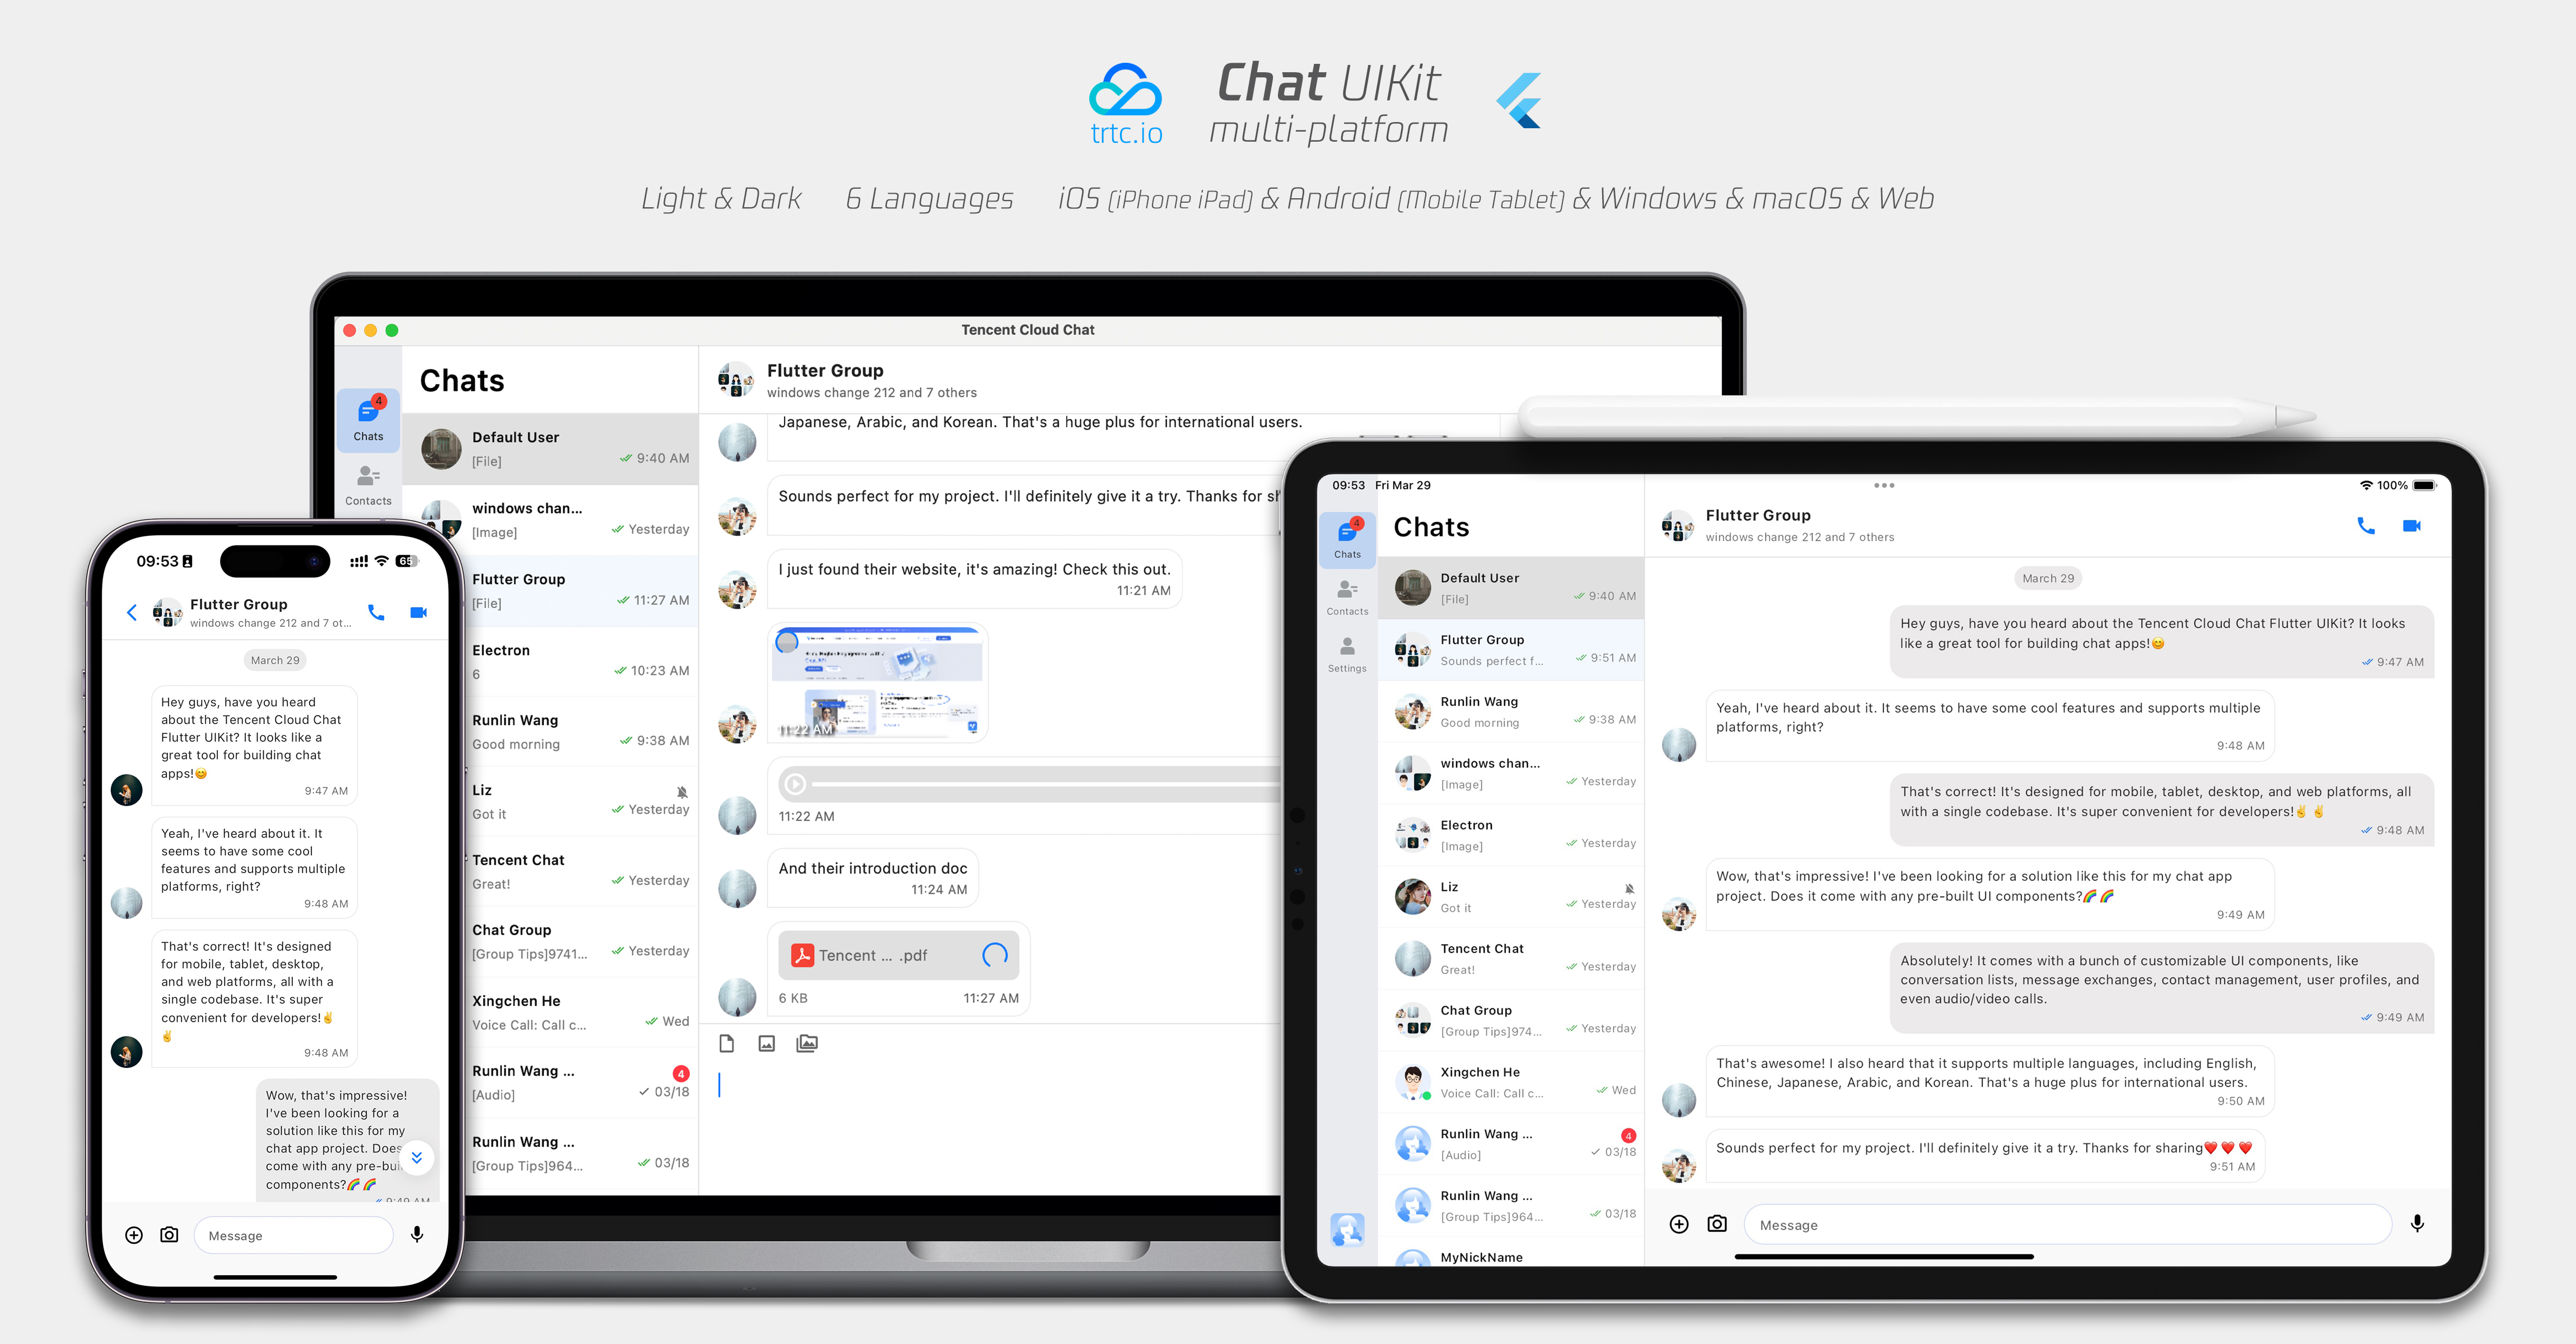 trtc.io
Chat UIKit
multi-platform
Light & Dark 6 Languages iOS (iPhone iPad) & Android (Mobile Tablet) & Windows & macOS & Web
Tencent Cloud Chat
4
Chats
Contacts
Chats
Default User
[File]
9:40 AM
windows chan...
[Image]
Yesterday
Flutter Group
[File]
11:27 AM
Electron
6
10:23 AM
Runlin Wang
Good morning
9:38 AM
Liz
Got it
Yesterday
Tencent Chat
Great!
Yesterday
Chat Group
[Group Tips]9741...
Yesterday
Xingchen He
Voice Call: Call c...
Wed
Runlin Wang ...
4
[Audio]
03/18
Runlin Wang ...
[Group Tips]964...
03/18
Flutter Group
windows change 212 and 7 others
Japanese, Arabic, and Korean. That's a huge plus for international users.
Sounds perfect for my project. I'll definitely give it a try. Thanks for
I just found their website, it's amazing! Check this out.
11:21 AM
11:22 AM
11:22 AM
And their introduction doc
11:24 AM
Tencent ... .pdf
6 KB
11:27 AM
09:53
65
Flutter Group
windows change 212 and 7 ot...
March 29
Hey guys, have you heard
about the Tencent Cloud Chat
Flutter UIKit? It looks like a
great tool for building chat
apps!😊
9:47 AM
Yeah, I've heard about it. It
seems to have some cool
features and supports multiple
platforms, right?
9:48 AM
That's correct! It's designed
for mobile, tablet, desktop,
and web platforms, all with a
single codebase. It's super
convenient for developers!✌️
✌️
9:48 AM
Wow, that's impressive!
I've been looking for a
solution like this for my
chat app project. Does
come with any pre-bui
components?🌈🌈
9:49 AM
Message
09:53 Fri Mar 29
100%
4
Chats
Contacts
Settings
Chats
Default User
[File]
9:40 AM
Flutter Group
Sounds perfect f...
9:51 AM
Runlin Wang
Good morning
9:38 AM
windows chan...
[Image]
Yesterday
Electron
[Image]
Yesterday
Liz
Got it
Yesterday
Tencent Chat
Great!
Yesterday
Chat Group
[Group Tips]974...
Yesterday
Xingchen He
Voice Call: Call c...
Wed
Runlin Wang ...
4
[Audio]
03/18
Runlin Wang ...
[Group Tips]964...
03/18
MyNickName
Flutter Group
windows change 212 and 7 others
March 29
Hey guys, have you heard about the Tencent Cloud Chat Flutter UIKit? It looks
like a great tool for building chat apps!😊
9:47 AM
Yeah, I've heard about it. It seems to have some cool features and supports multiple
platforms, right?
9:48 AM
That's correct! It's designed for mobile, tablet, desktop, and web platforms, all
with a single codebase. It's super convenient for developers!✌️✌️
9:48 AM
Wow, that's impressive! I've been looking for a solution like this for my chat app
project. Does it come with any pre-built UI components?🌈🌈
9:49 AM
Absolutely! It comes with a bunch of customizable UI components, like
conversation lists, message exchanges, contact management, user profiles, and
even audio/video calls.
9:49 AM
That's awesome! I also heard that it supports multiple languages, including English,
Chinese, Japanese, Arabic, and Korean. That's a huge plus for international users.
9:50 AM
Sounds perfect for my project. I'll definitely give it a try. Thanks for sharing❤️❤️❤️
9:51 AM
Message